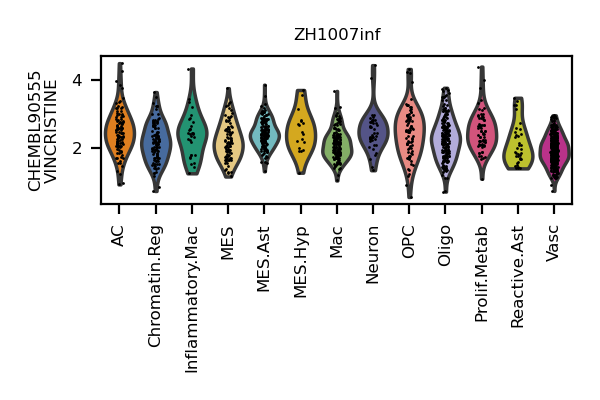 ZH1007inf
CHEMBL90555
VINCRISTINE
4
2
AC
Chromatin.Reg
Inflammatory.Mac
MES
MES.Ast
MES.Hyp
Mac
Neuron
OPC
Oligo
Prolif.Metab
Reactive.Ast
Vasc